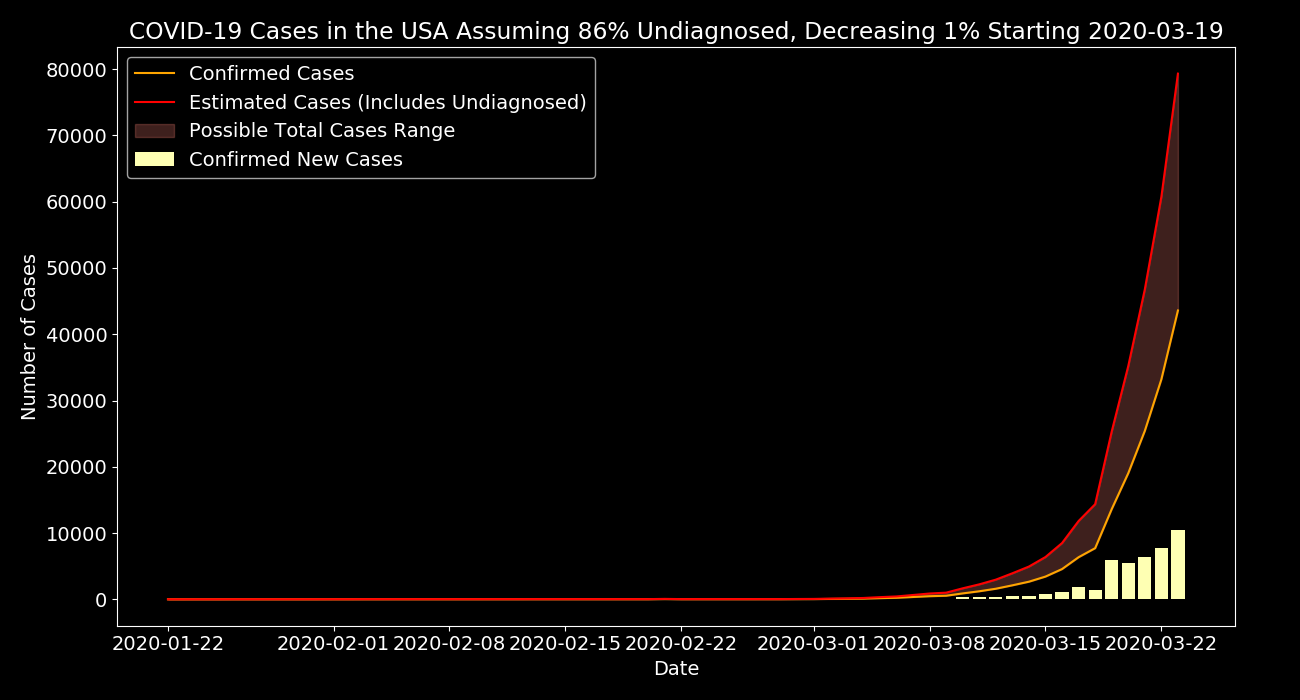 COVID-19 Cases in the USA Assuming 86% Undiagnosed, Decreasing 1% Starting 2020-03-19
Confirmed Cases
Estimated Cases (Includes Undiagnosed)
Possible Total Cases Range
Confirmed New Cases
Number of Cases
80000
70000
60000
50000
40000
30000
20000
10000
0
2020-01-22 2020-02-01 2020-02-08 2020-02-15 2020-02-22 2020-03-01 2020-03-08 2020-03-15 2020-03-22
Date